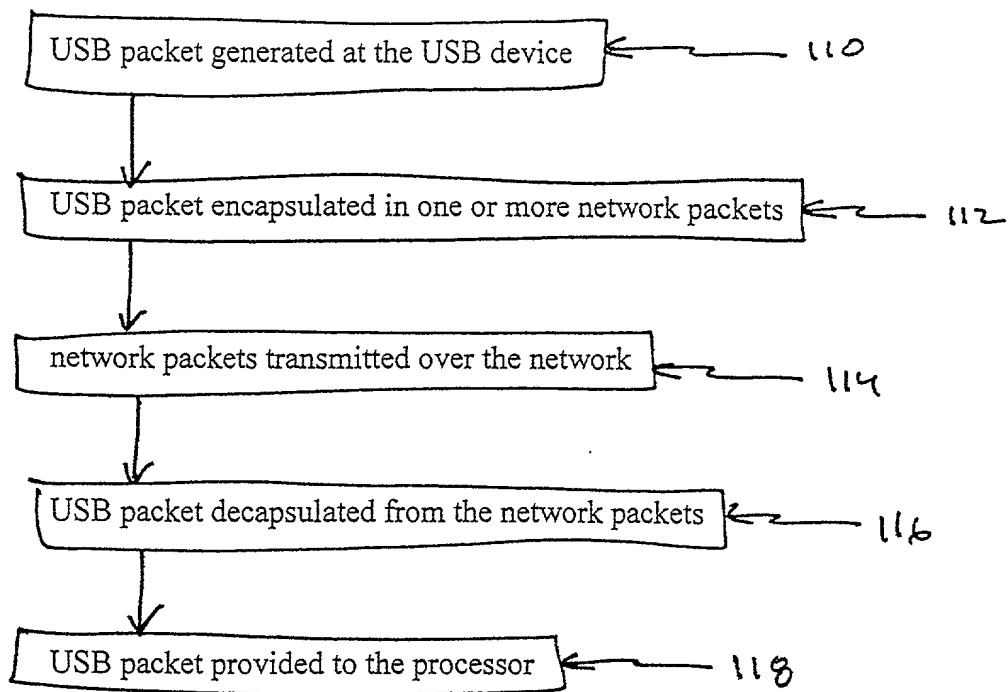 USB packet generated at the USB device
110
USB packet encapsulated in one or more network packets
112
network packets transmitted over the network
114
USB packet decapsulated from the network packets
116
USB packet provided to the processor
118